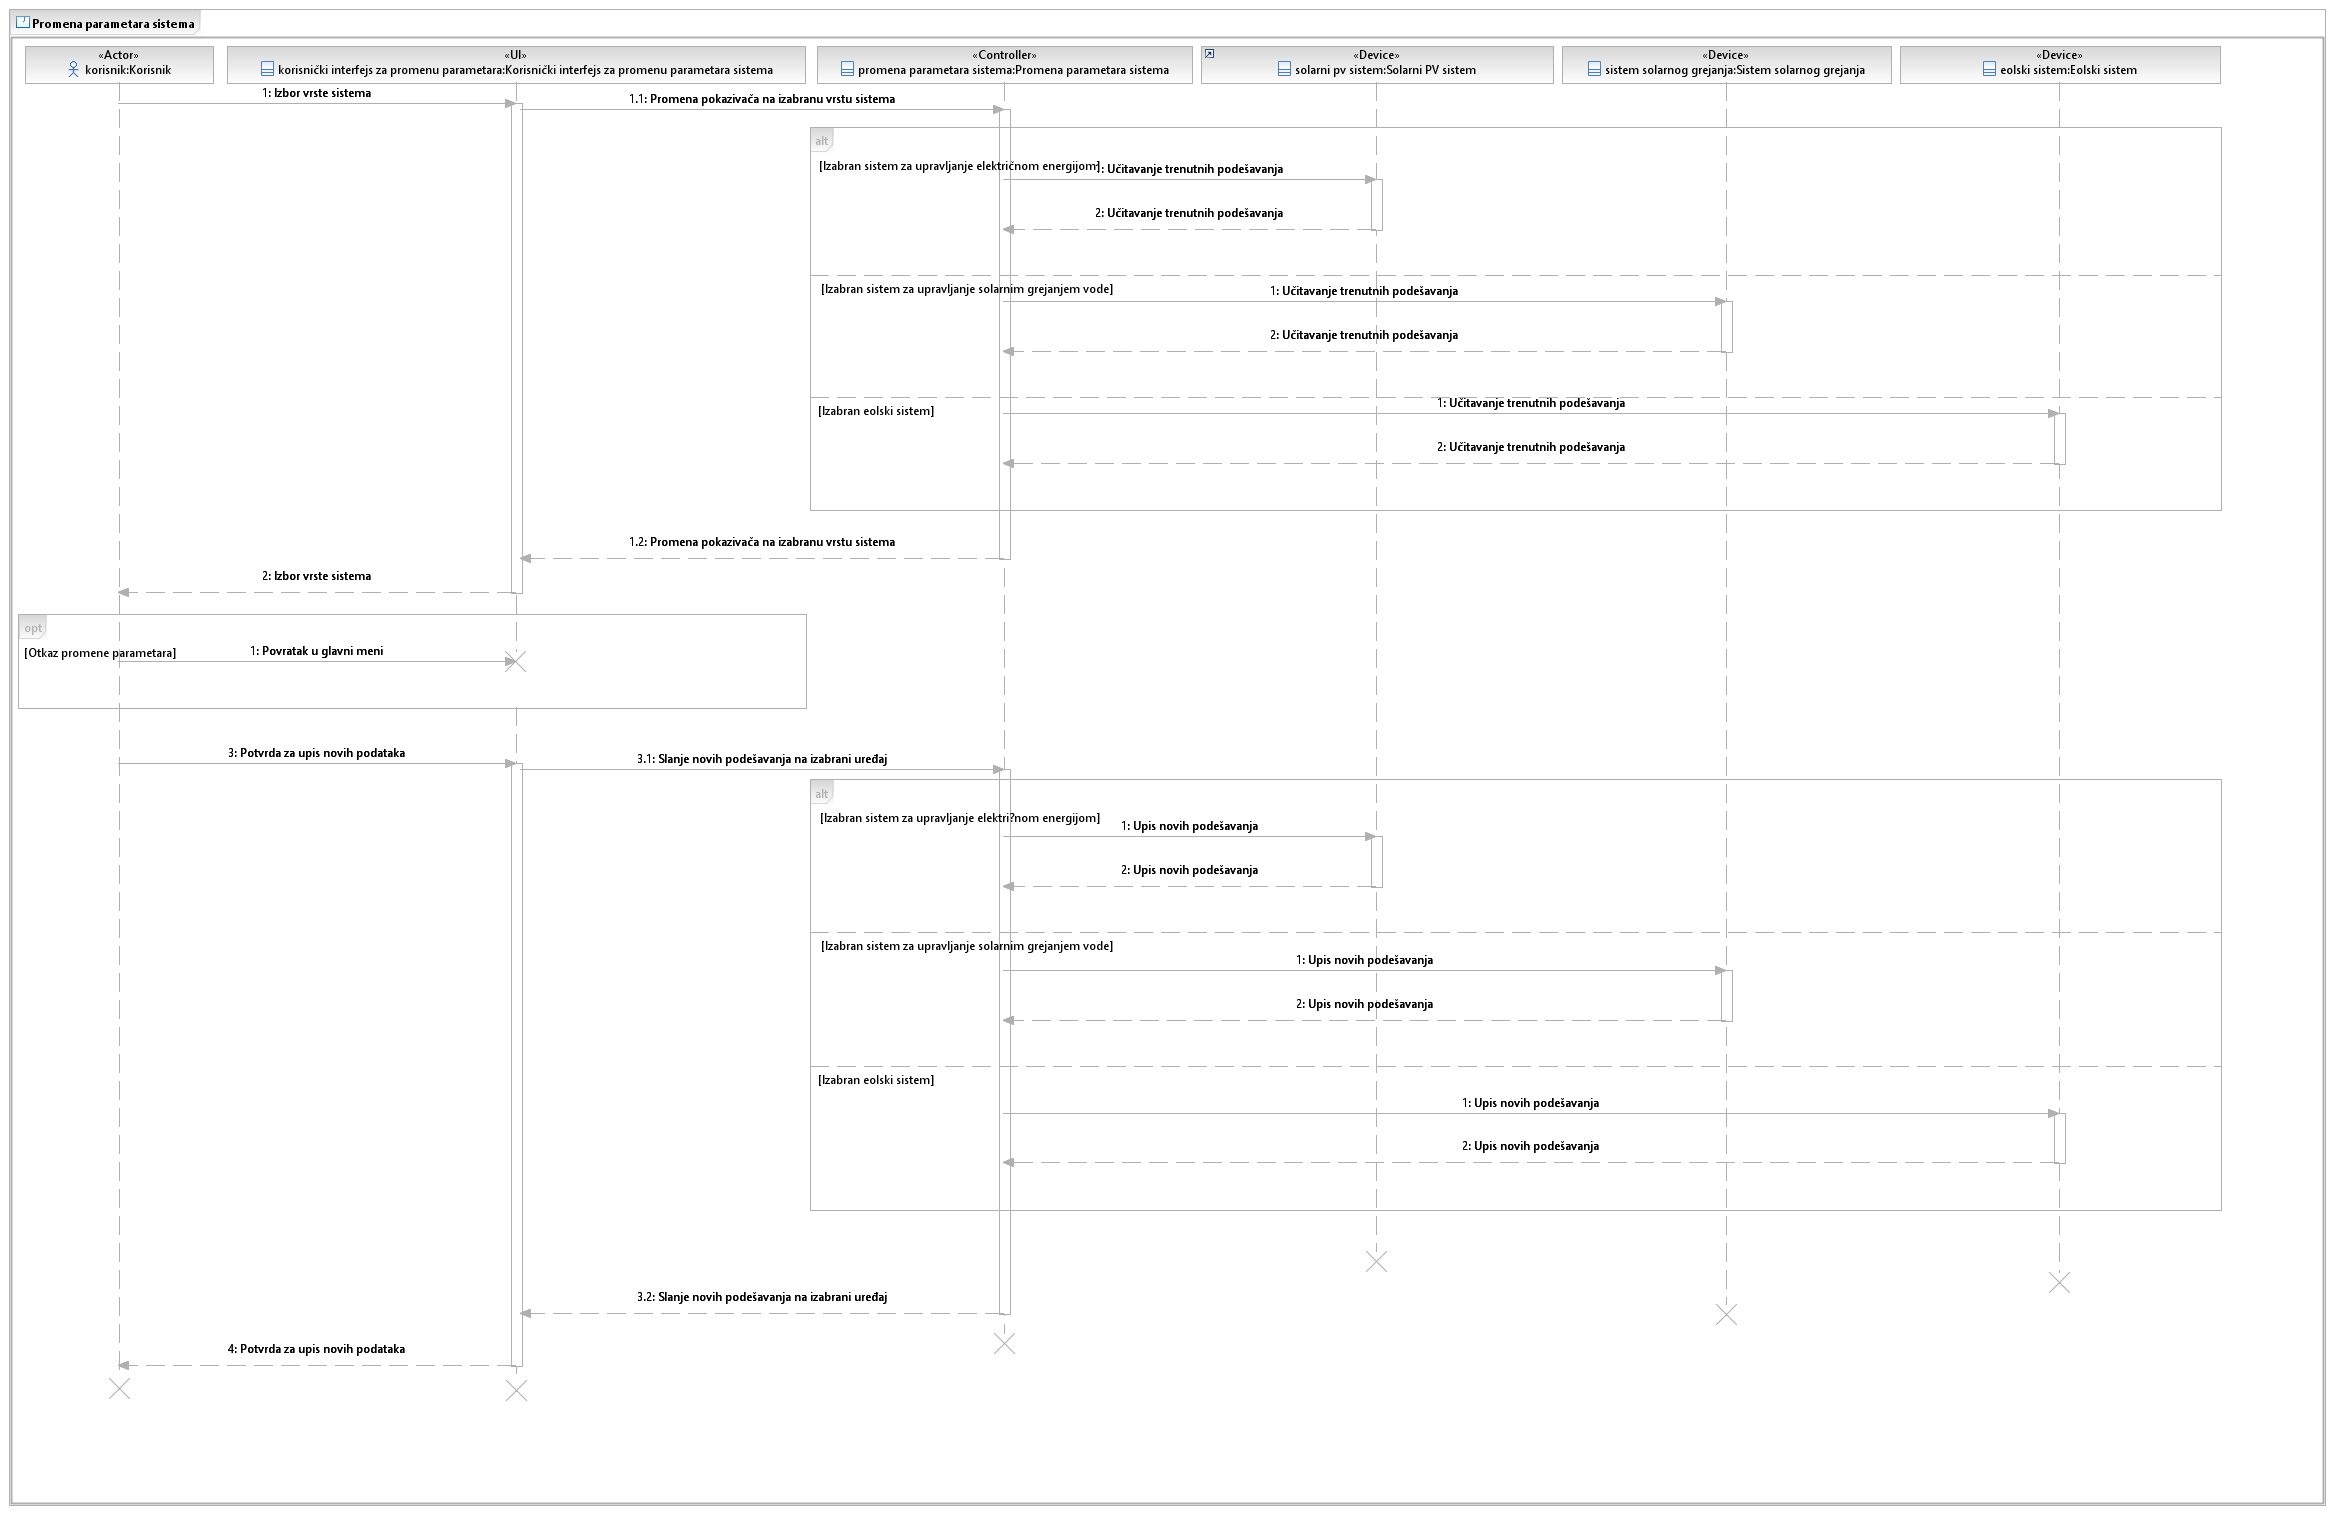 Promena parametara sistema
«Actor»
korisnik:Korisnik
«UI»
korisnički interfejs za promenu parametara:Korisnički interfejs za promenu parametara sistema
«Controller»
promena parametara sistema:Promena parametara sistema
«Device»
solarni pv sistem:Solarni PV sistem
«Device»
sistem solarnog grejanja:Sistem solarnog grejanja
«Device»
eolski sistem:Eolski sistem
1: Izbor vrste sistema
1.1: Promena pokazivača na izabranu vrstu sistema
alt
[Izabran sistem za upravljanje električnom energijom]
1: Učitavanje trenutnih podešavanja
2: Učitavanje trenutnih podešavanja
[Izabran sistem za upravljanje solarnim grejanjem vode]
1: Učitavanje trenutnih podešavanja
2: Učitavanje trenutnih podešavanja
[Izabran eolski sistem]
1: Učitavanje trenutnih podešavanja
2: Učitavanje trenutnih podešavanja
1.2: Promena pokazivača na izabranu vrstu sistema
2: Izbor vrste sistema
opt
[Otkaz promene parametara]
1: Povratak u glavni meni
3: Potvrda za upis novih podataka
3.1: Slanje novih podešavanja na izabrani uređaj
alt
[Izabran sistem za upravljanje elektri?nom energijom]
1: Upis novih podešavanja
2: Upis novih podešavanja
[Izabran sistem za upravljanje solarnim grejanjem vode]
1: Upis novih podešavanja
2: Upis novih podešavanja
[Izabran eolski sistem]
1: Upis novih podešavanja
2: Upis novih podešavanja
3.2: Slanje novih podešavanja na izabrani uređaj
4: Potvrda za upis novih podataka